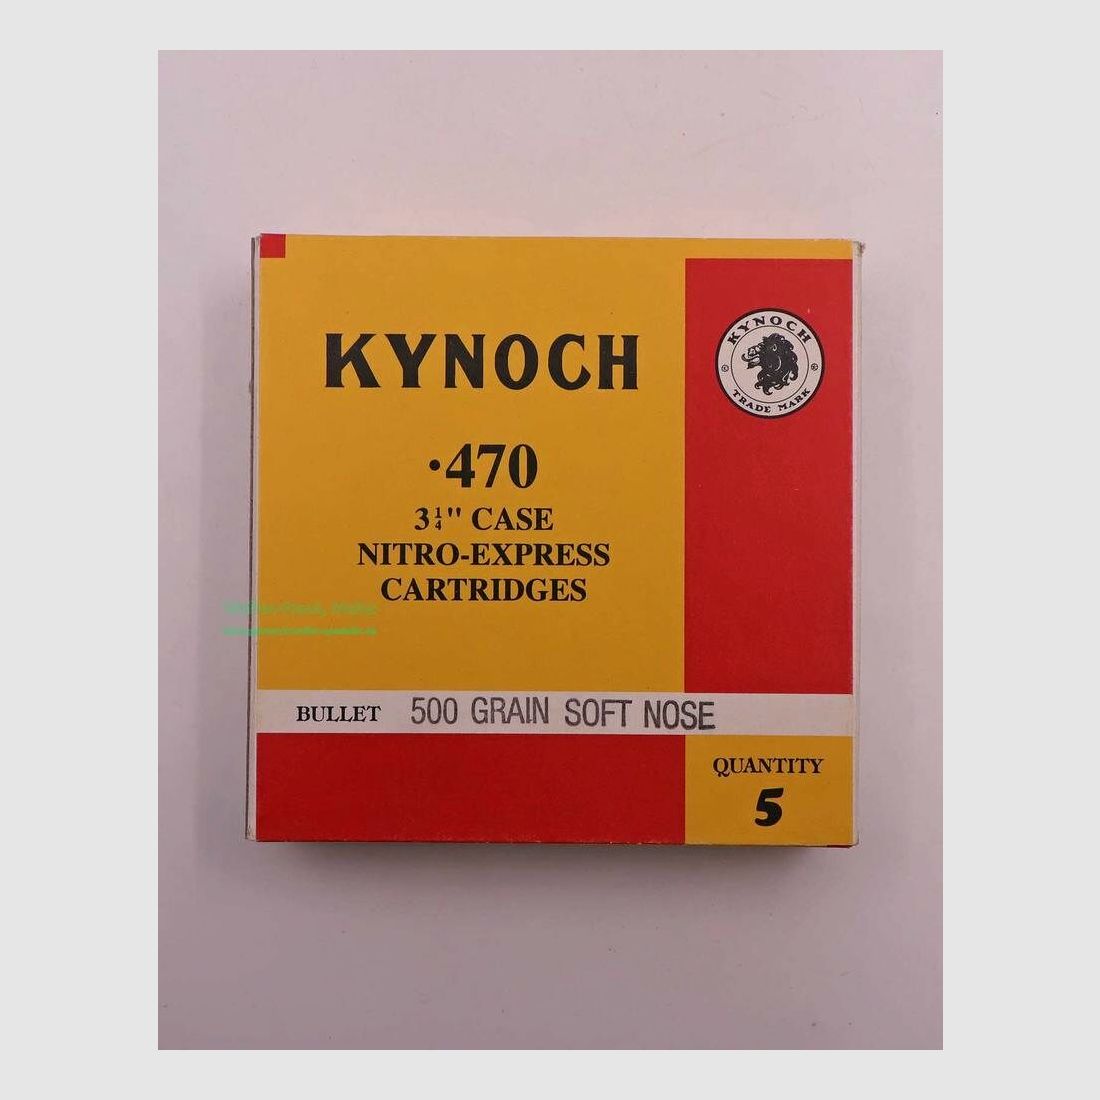 KYNOCH
KYNOCH
TRADE MARK
·470
3¼" CASE
NITRO-EXPRESS
CARTRIDGES
BULLET 500 GRAIN SOFT NOSE
QUANTITY
5